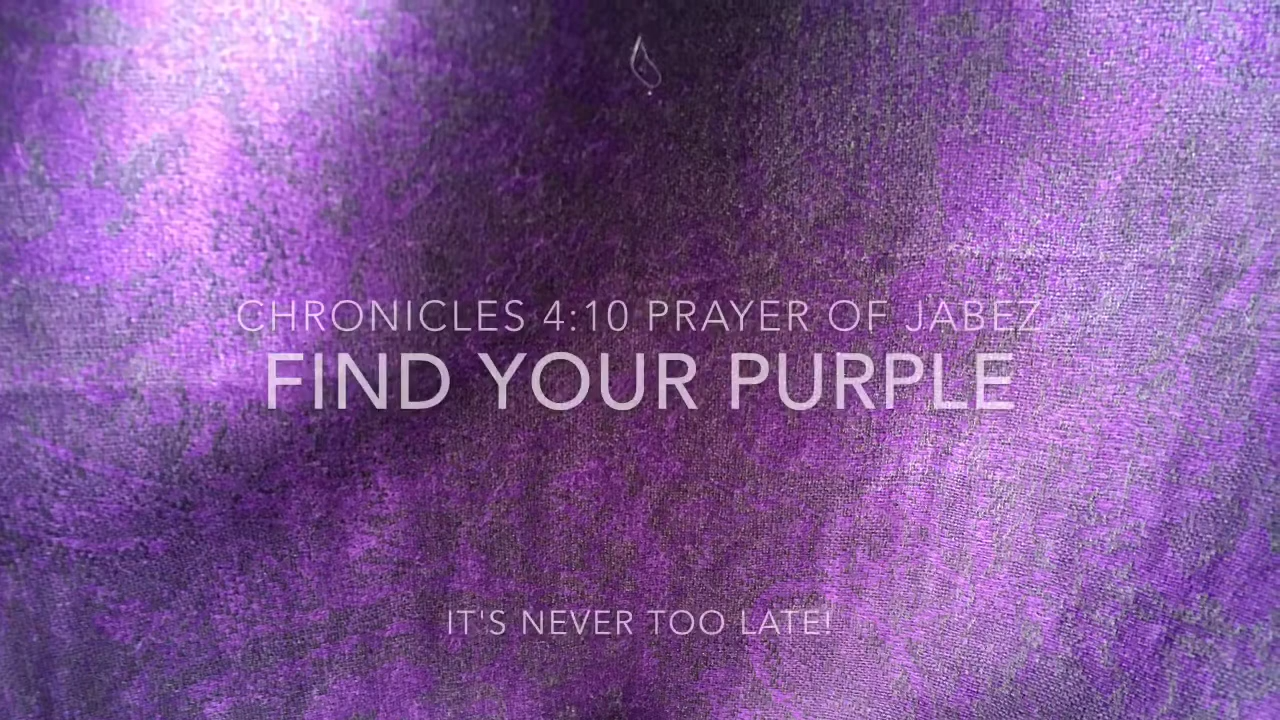 CHRONICLES 4:10 PRAYER OF JABEZ
FIND YOUR PURPLE
IT'S NEVER TOO LATE!